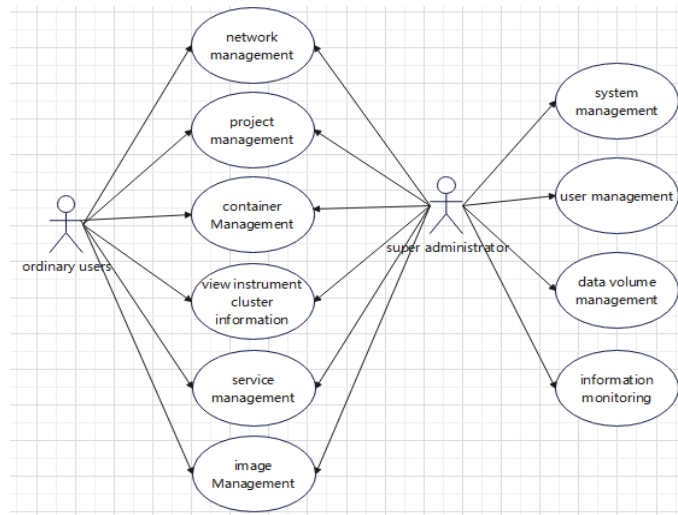 network
management
project
management
container
Management
view instrument
cluster
information
service
management
image
Management
ordinary users
super administrator
system
management
user management
data volume
management
information
monitoring